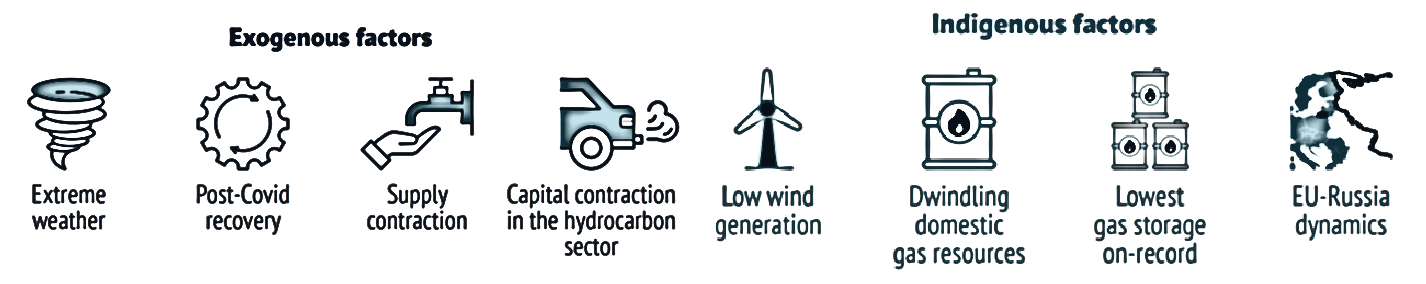 Exogenous factors
Extreme
weather
Post-Covid
recovery
Supply
contraction
Capital contraction
in the hydrocarbon
sector
Indigenous factors
Low wind
generation
Dwindling
domestic
gas resources
Lowest
gas storage
on-record
EU-Russia
dynamics